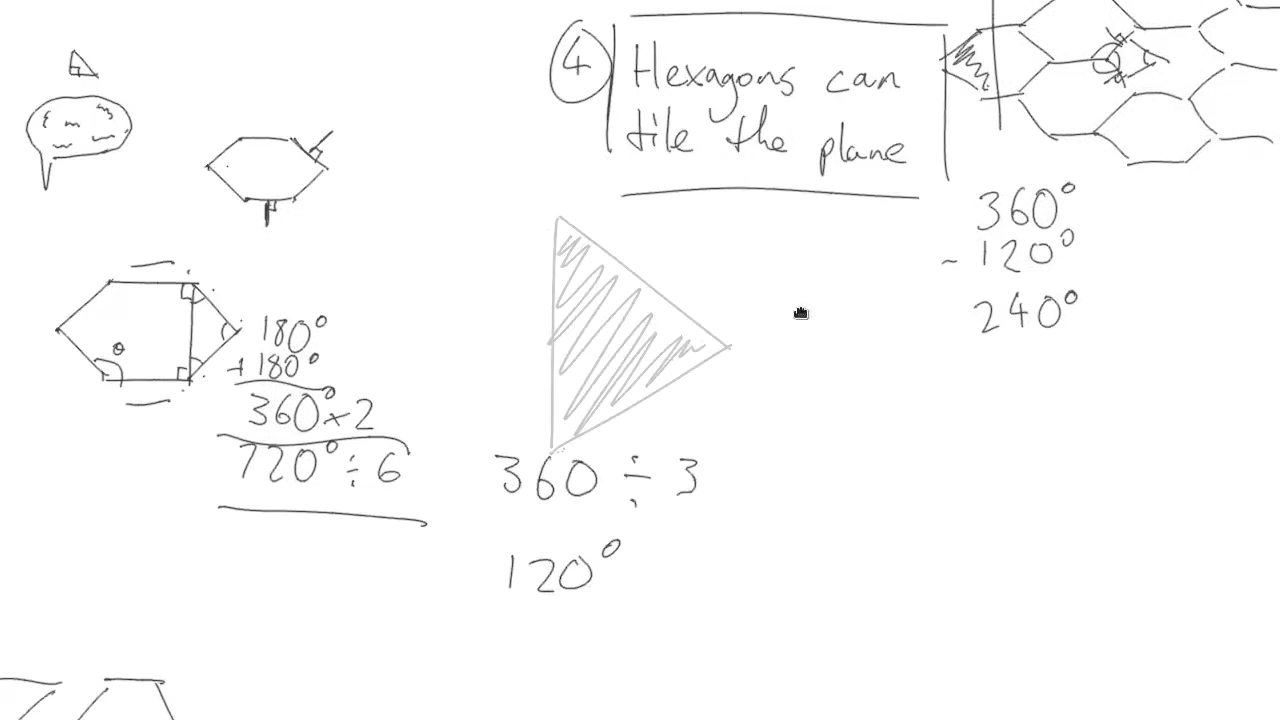 4
Hexagons can
tile the plane
360°
- 120°
240°
θ
180°
+ 180°
360° × 2
720° ÷ 6
360 ÷ 3
120°